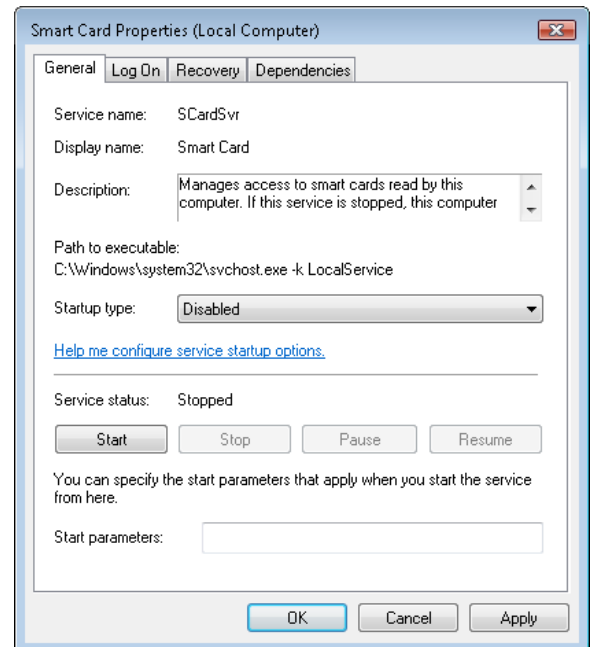 Smart Card Properties (Local Computer)
General Log On Recovery Dependencies
Service name: SCardSvr
Display name: Smart Card
Description: Manages access to smart cards read by this
computer. If this service is stopped, this computer
Path to executable:
C:\Windows\system32\svchost.exe -k LocalService
Startup type: Disabled
Help me configure service startup options.
Service status: Stopped
Start Stop Pause Resume
You can specify the start parameters that apply when you start the service
from here.
Start parameters:
OK Cancel Apply